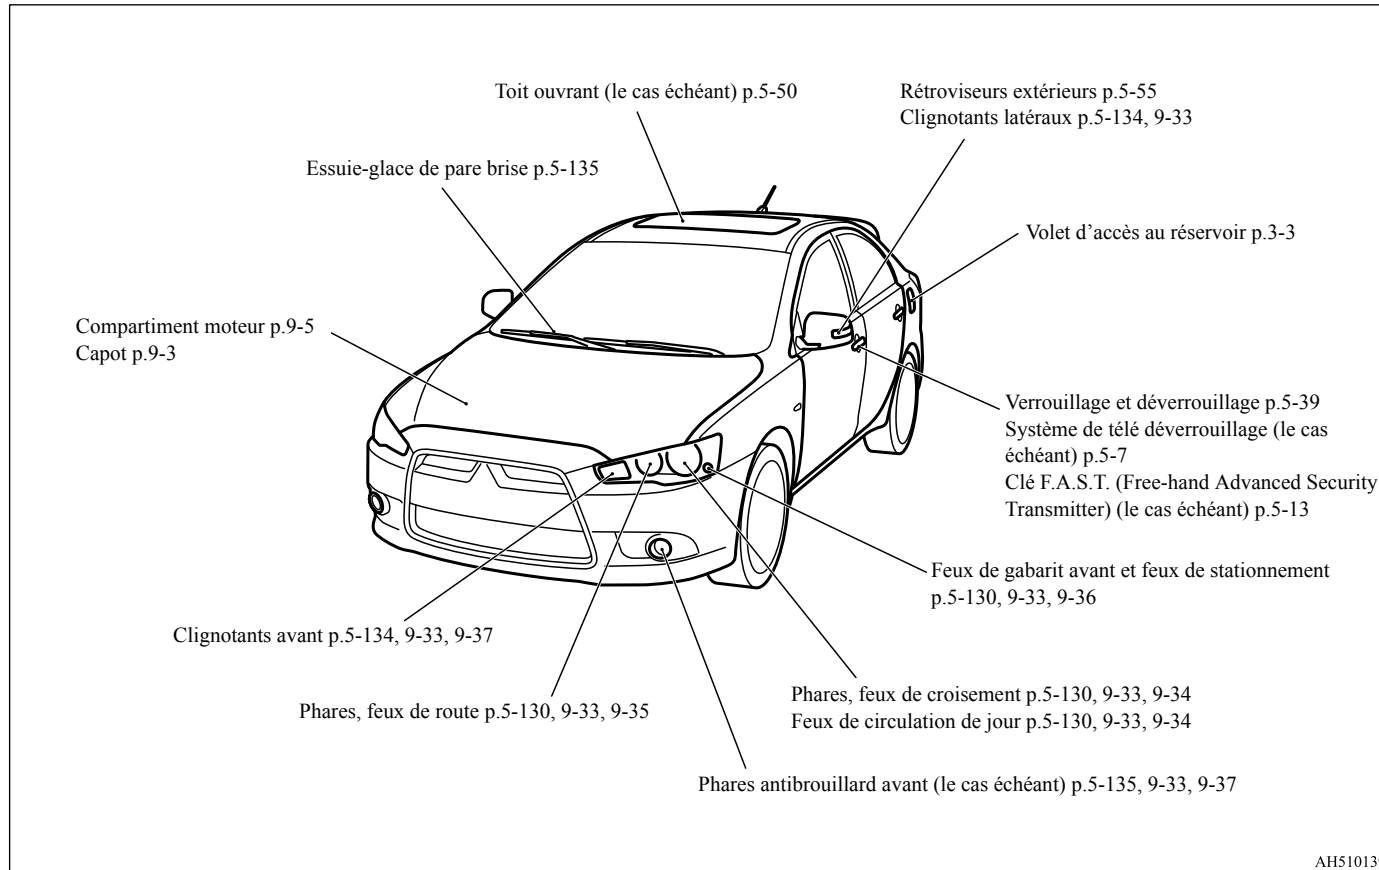 Toit ouvrant (le cas échéant) p.5-50
Rétroviseurs extérieurs p.5-55
Clignotants latéraux p.5-134, 9-33
Essuie-glace de pare brise p.5-135
Volet d’accès au réservoir p.3-3
Compartiment moteur p.9-5
Capot p.9-3
Verrouillage et déverrouillage p.5-39
Système de télé déverrouillage (le cas
échéant) p.5-7
Clé F.A.S.T. (Free-hand Advanced Security
Transmitter) (le cas échéant) p.5-13
Feux de gabarit avant et feux de stationnement
p.5-130, 9-33, 9-36
Clignotants avant p.5-134, 9-33, 9-37
Phares, feux de route p.5-130, 9-33, 9-35
Phares, feux de croisement p.5-130, 9-33, 9-34
Feux de circulation de jour p.5-130, 9-33, 9-34
Phares antibrouillard avant (le cas échéant) p.5-135, 9-33, 9-37